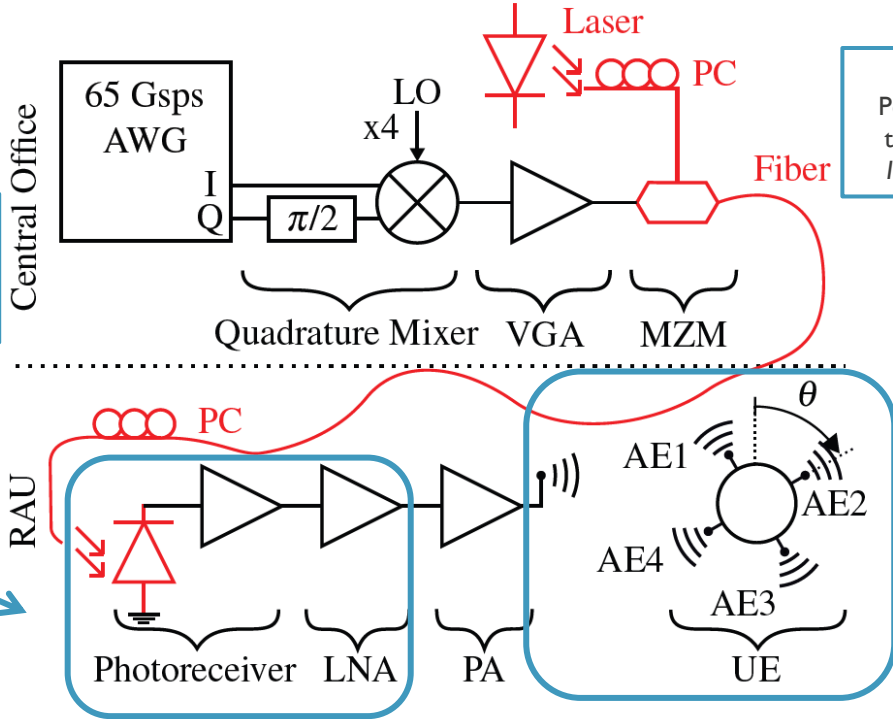 Laser
PC
65 Gsps
AWG
LO
x4
I
Q
π/2
Fiber
Central Office
Quadrature Mixer
VGA
MZM
PC
RAU
θ
AE1
AE2
AE4
AE3
Photoreceiver
LNA
PA
UE